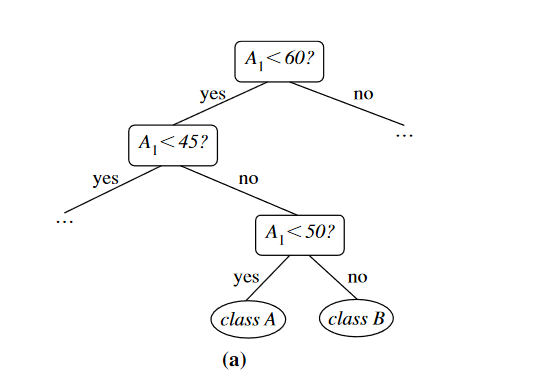 A1<60?
yes
no
A1<45?
...
yes
no
...
A1<50?
yes
no
class A
class B
(a)